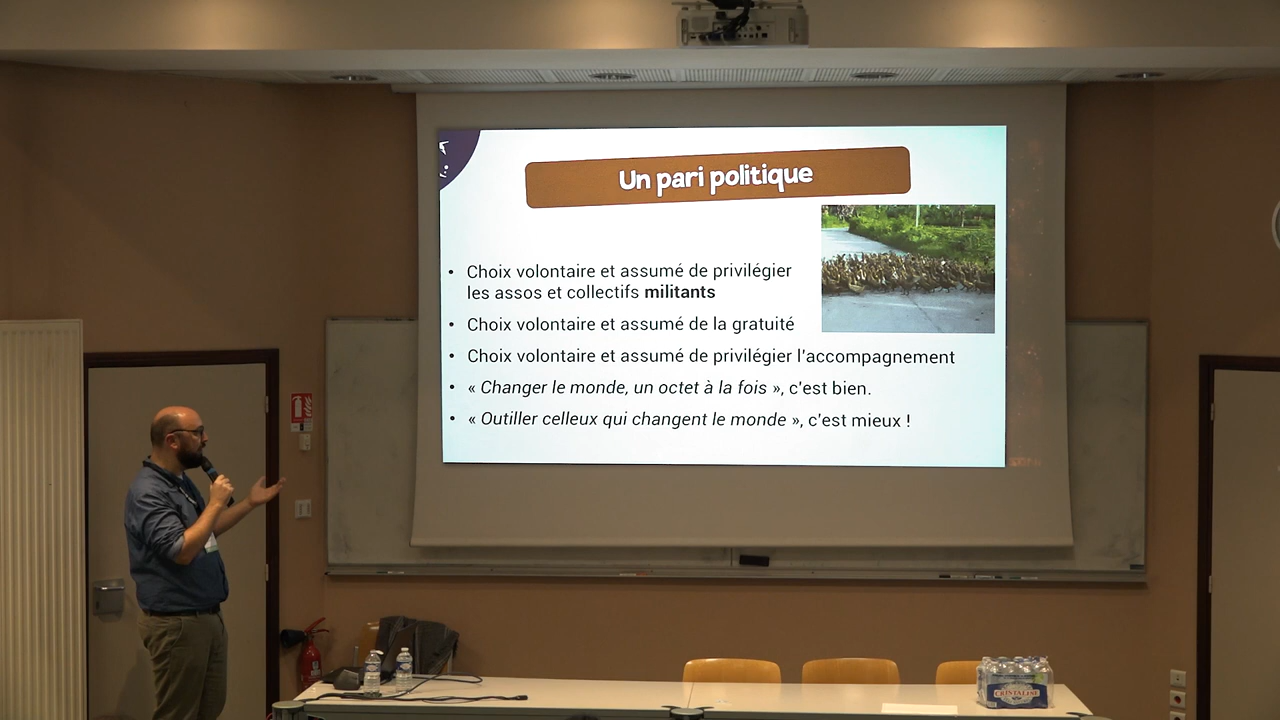 Un pari politique
• Choix volontaire et assumé de privilégier
les assos et collectifs militants
• Choix volontaire et assumé de la gratuité
• Choix volontaire et assumé de privilégier l'accompagnement
• « Changer le monde, un octet à la fois », c'est bien.
• « Outiller celleux qui changent le monde », c'est mieux !
CRISTALINE